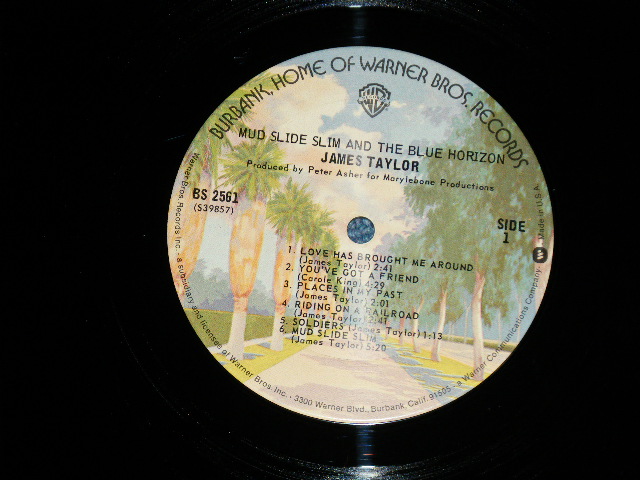 BURBANK, HOME OF WARNER BROS. RECORDS
MUD SLIDE SLIM AND THE BLUE HORIZON
JAMES TAYLOR
Produced by Peter Asher for Marylebone Productions
BS 2561
(S39857)
SIDE
1
1. LOVE HAS BROUGHT ME AROUND
(James Taylor) 2:41
2. YOU'VE GOT A FRIEND
(Carole King) 4:29
3. PLACES IN MY PAST
(James Taylor) 2:01
4. RIDING ON A RAILROAD
(James Taylor) 2:41
5. SOLDIERS (James Taylor) 1:13
6. MUD SLIDE SLIM
(James Taylor) 5:20
Warner Bros. Records Inc. - a subsidiary and licensee of Warner Bros. Inc., 3300 Warner Blvd., Burbank, Calif. 91505 - a Warner Communications Company
Made in U.S.A.